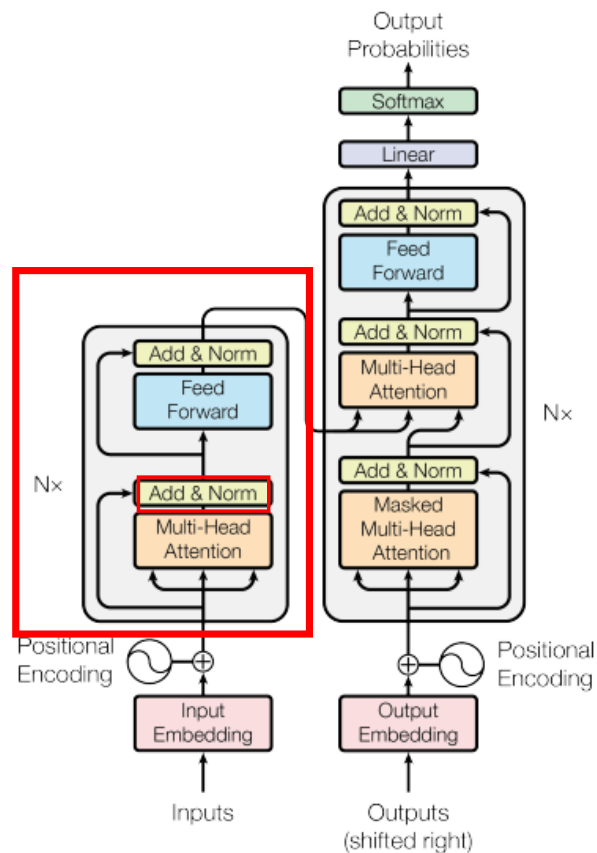 Output
Probabilities
Softmax
Linear
Add & Norm
Feed
Forward
Add & Norm
Multi-Head
Attention
Add & Norm
Masked
Multi-Head
Attention
Nx
Add & Norm
Feed
Forward
Add & Norm
Multi-Head
Attention
Nx
Positional
Encoding
Positional
Encoding
Input
Embedding
Output
Embedding
Inputs
Outputs
(shifted right)